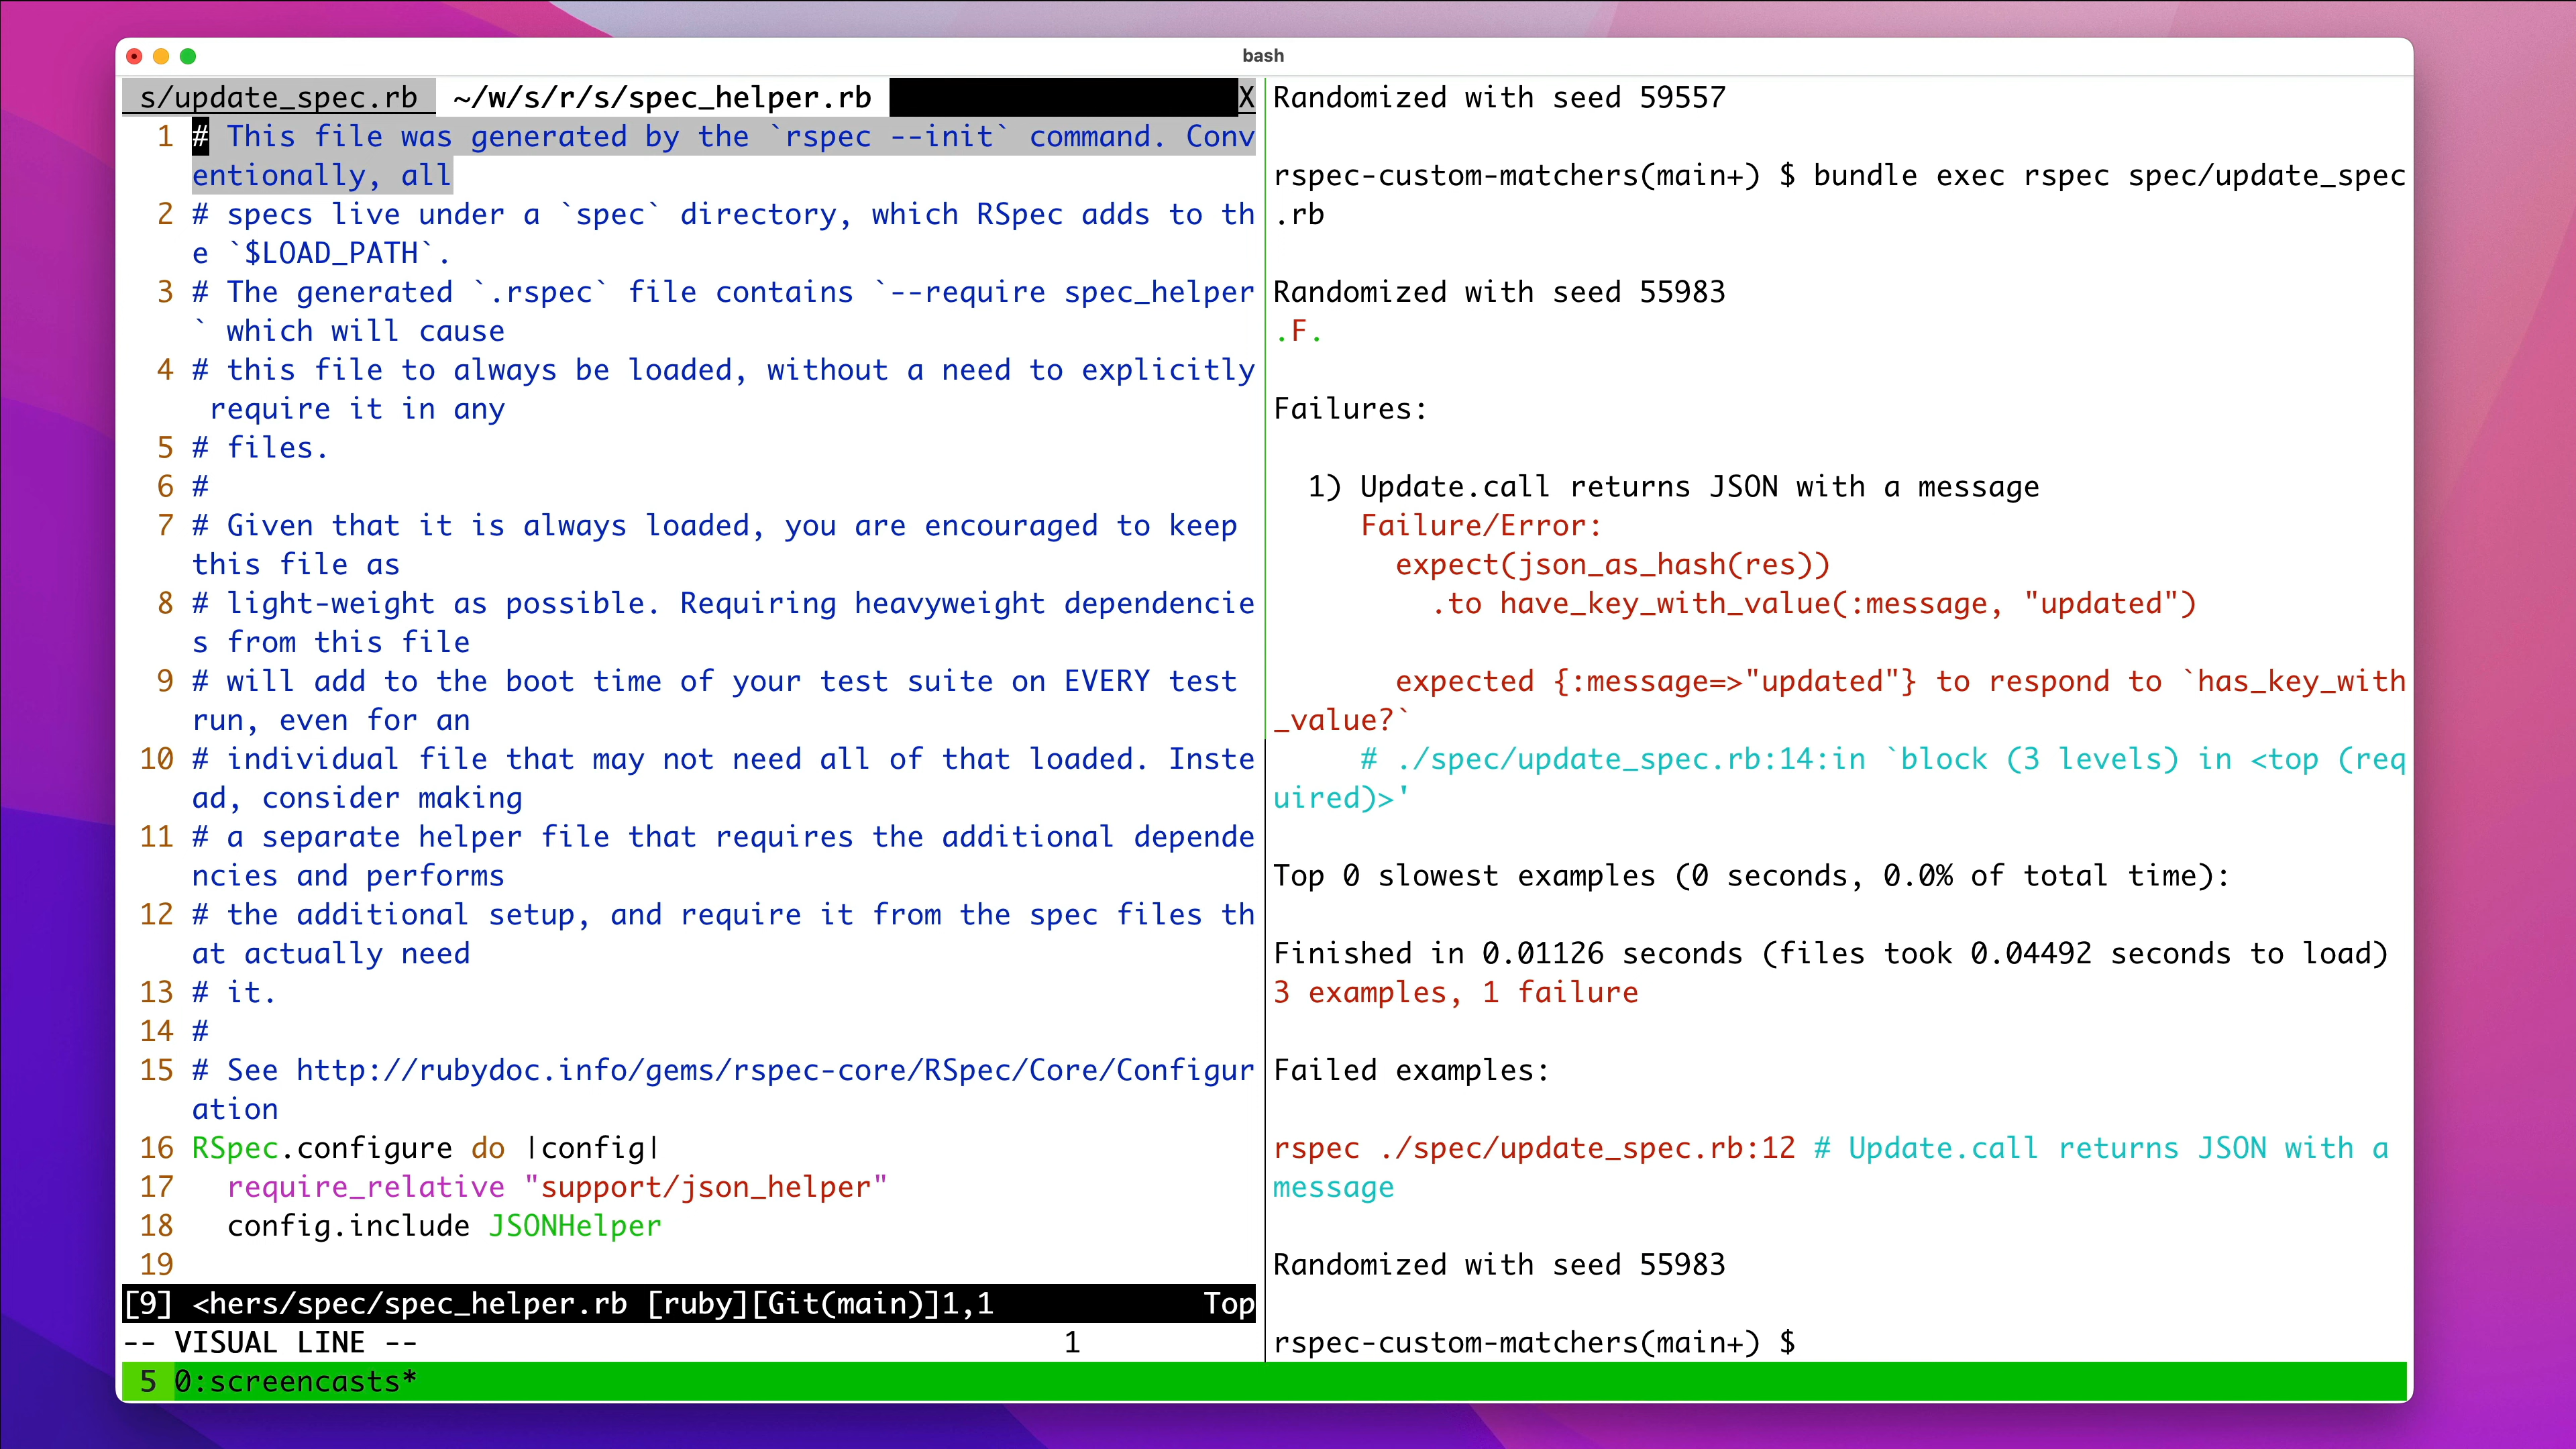 bash
s/update_spec.rb  ~/w/s/r/s/spec_helper.rb X
1 # This file was generated by the `rspec --init` command. Conv
entionally, all
2 # specs live under a `spec` directory, which RSpec adds to th
e `$LOAD_PATH`.
3 # The generated `.rspec` file contains `--require spec_helper
` which will cause
4 # this file to always be loaded, without a need to explicitly
 require it in any
5 # files.
6 #
7 # Given that it is always loaded, you are encouraged to keep
this file as
8 # light-weight as possible. Requiring heavyweight dependencie
s from this file
9 # will add to the boot time of your test suite on EVERY test
run, even for an
10 # individual file that may not need all of that loaded. Inste
ad, consider making
11 # a separate helper file that requires the additional depende
ncies and performs
12 # the additional setup, and require it from the spec files th
at actually need
13 # it.
14 #
15 # See http://rubydoc.info/gems/rspec-core/RSpec/Core/Configur
ation
16 RSpec.configure do |config|
17   require_relative "support/json_helper"
18   config.include JSONHelper
19
[9] <hers/spec/spec_helper.rb [ruby][Git(main)]1,1 Top
-- VISUAL LINE -- 1
Randomized with seed 59557
rspec-custom-matchers(main+) $ bundle exec rspec spec/update_spec
.rb
Randomized with seed 55983
.F.
Failures:
  1) Update.call returns JSON with a message
     Failure/Error:
       expect(json_as_hash(res))
         .to have_key_with_value(:message, "updated")
       expected {:message=>"updated"} to respond to `has_key_with
_value?`
     # ./spec/update_spec.rb:14:in `block (3 levels) in <top (req
uired)>'
Top 0 slowest examples (0 seconds, 0.0% of total time):
Finished in 0.01126 seconds (files took 0.04492 seconds to load)
3 examples, 1 failure
Failed examples:
rspec ./spec/update_spec.rb:12 # Update.call returns JSON with a
message
Randomized with seed 55983
rspec-custom-matchers(main+) $
5 0:screencasts*